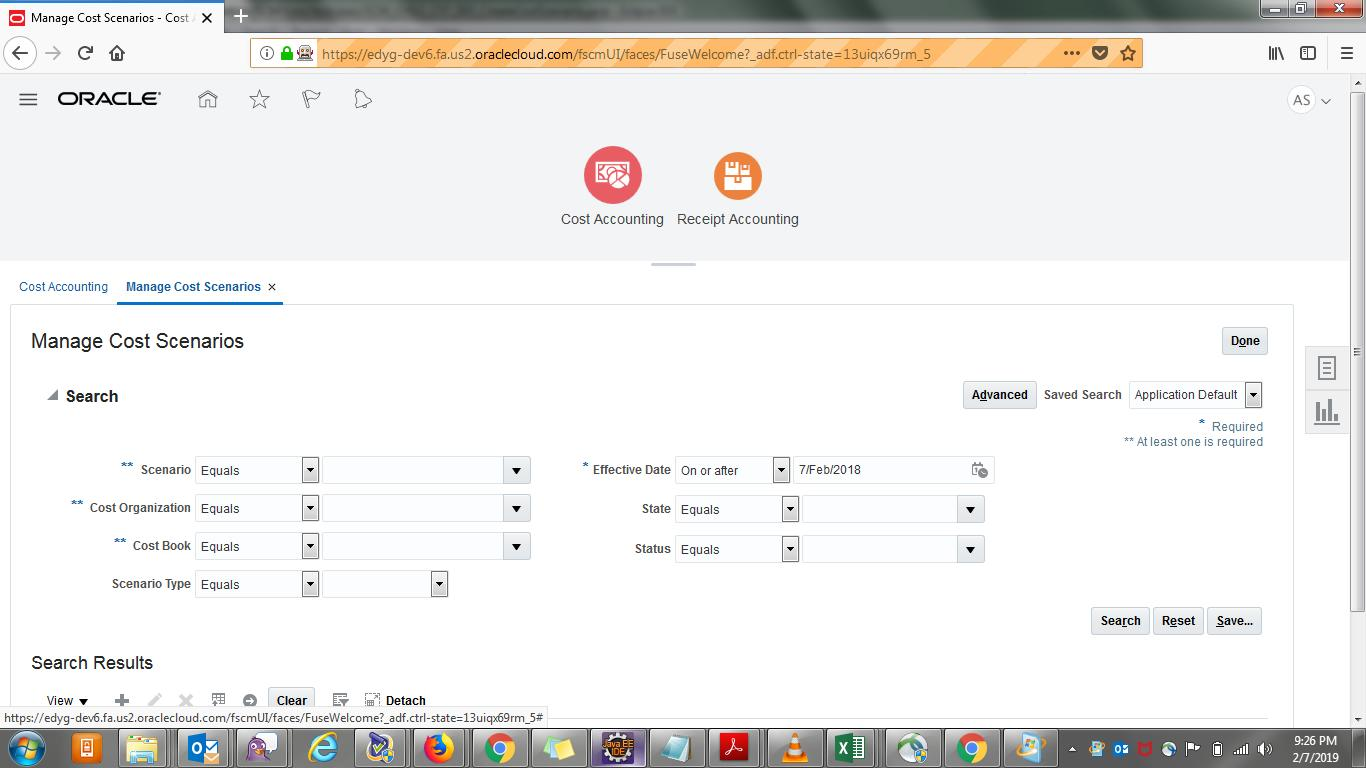 Manage Cost Scenarios - Cost A
https://edyg-dev6.fa.us2.oraclecloud.com/fscmUI/faces/FuseWelcome?_adf.ctrl-state=13uiqx69rm_5
ORACLE
AS
Cost Accounting Receipt Accounting
Cost Accounting Manage Cost Scenarios
Manage Cost Scenarios Done
Search Advanced Saved Search Application Default
* Required
** At least one is required
** Scenario Equals * Effective Date On or after 7/Feb/2018
** Cost Organization Equals State Equals
** Cost Book Equals Status Equals
Scenario Type Equals
Search Reset Save...
Search Results
View Clear Detach
https://edyg-dev6.fa.us2.oraclecloud.com/fscmUI/faces/FuseWelcome?_adf.ctrl-state=13uiqx69rm_5#
Java EE
IDE
9:26 PM
2/7/2019